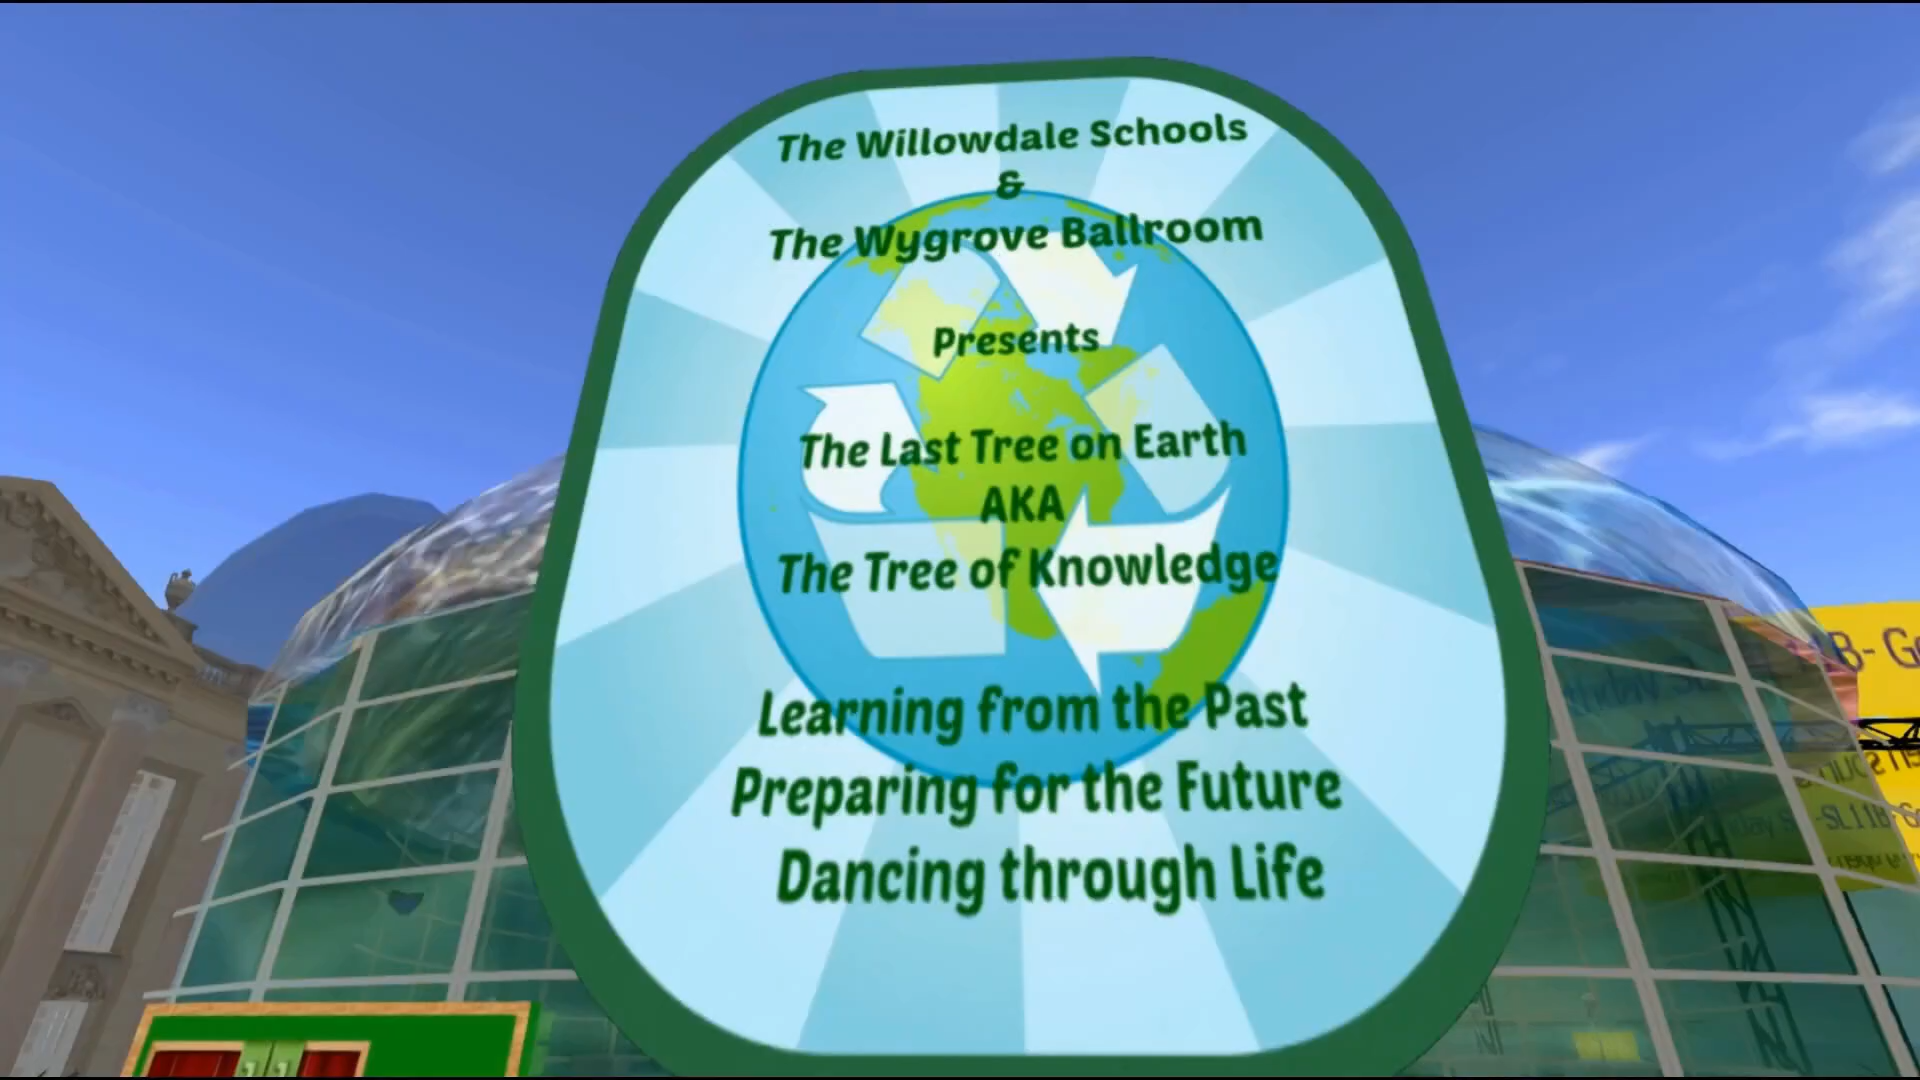 The Willowdale Schools
&
The Wygrove Ballroom
Presents
The Last Tree on Earth
AKA
The Tree of Knowledge
Learning from the Past
Preparing for the Future
Dancing through Life
-SL11B-